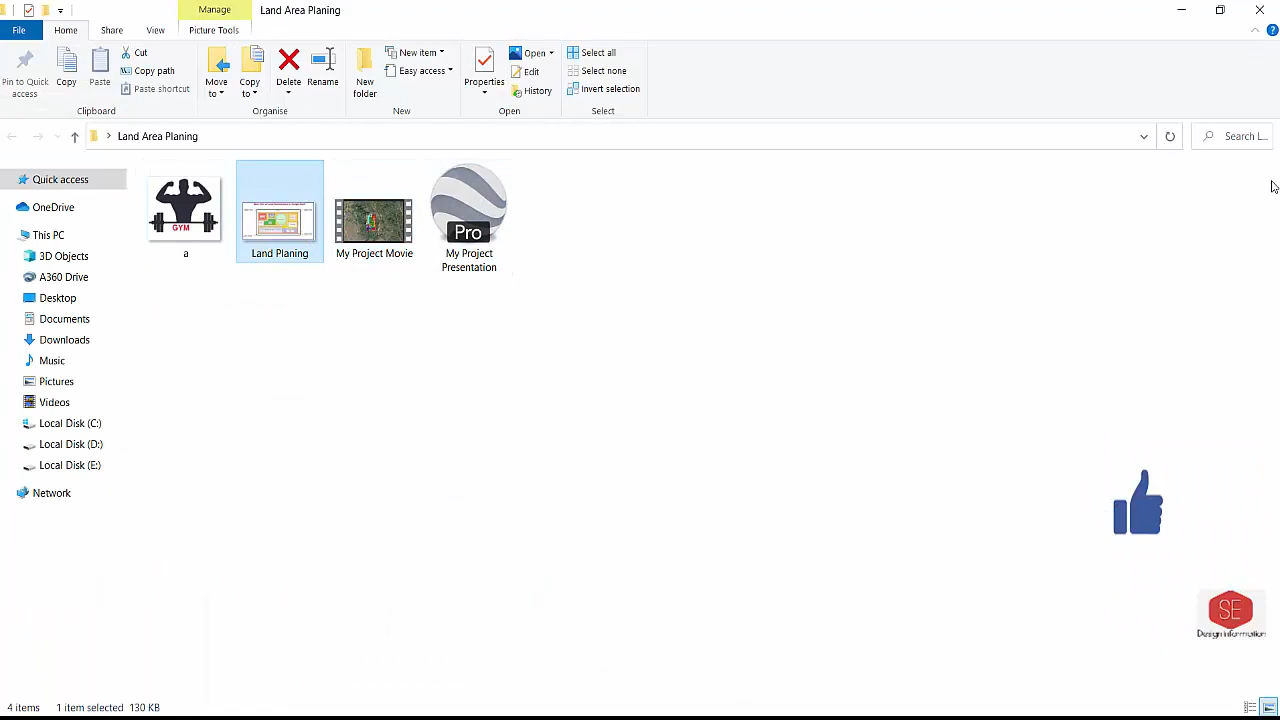 Manage
Land Area Planing
File
Home
Share
View
Picture Tools
Pin to Quick access
Copy
Paste
Cut
Copy path
Paste shortcut
Move to
Copy to
Delete
Rename
New folder
New item
Easy access
Properties
Open
Edit
History
Select all
Select none
Invert selection
Clipboard
Organise
New
Open
Select
Land Area Planing
Search L...
Quick access
OneDrive
This PC
3D Objects
A360 Drive
Desktop
Documents
Downloads
Music
Pictures
Videos
Local Disk (C:)
Local Disk (D:)
Local Disk (E:)
Network
GYM
a
Land Planing
My Project Movie
Pro
My Project
Presentation
SE
Design Information
4 items
1 item selected
130 KB